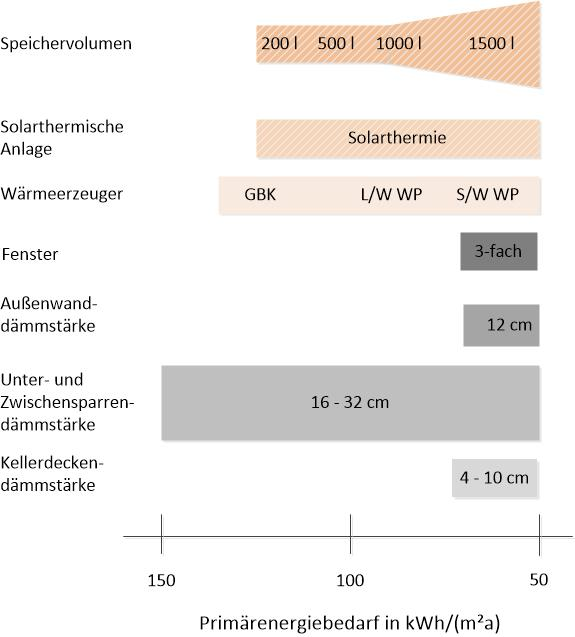 Speichervolumen
200 l 500 l 1000 l 1500 l
Solarthermische
Anlage
Solarthermie
Wärmeerzeuger
GBK L/W WP S/W WP
Fenster
3-fach
Außenwand-
dämmstärke
12 cm
Unter- und
Zwischensparren-
dämmstärke
16 - 32 cm
Kellerdecken-
dämmstärke
4 - 10 cm
150 100 50
Primärenergiebedarf in kWh/(m²a)